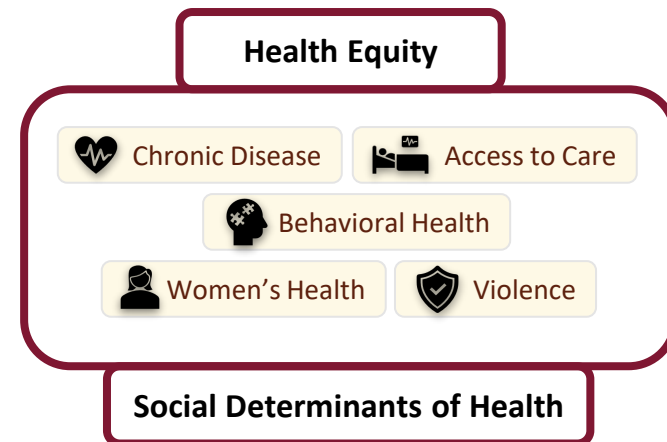 Health Equity
Chronic Disease
Access to Care
Behavioral Health
Women’s Health
Violence
Social Determinants of Health